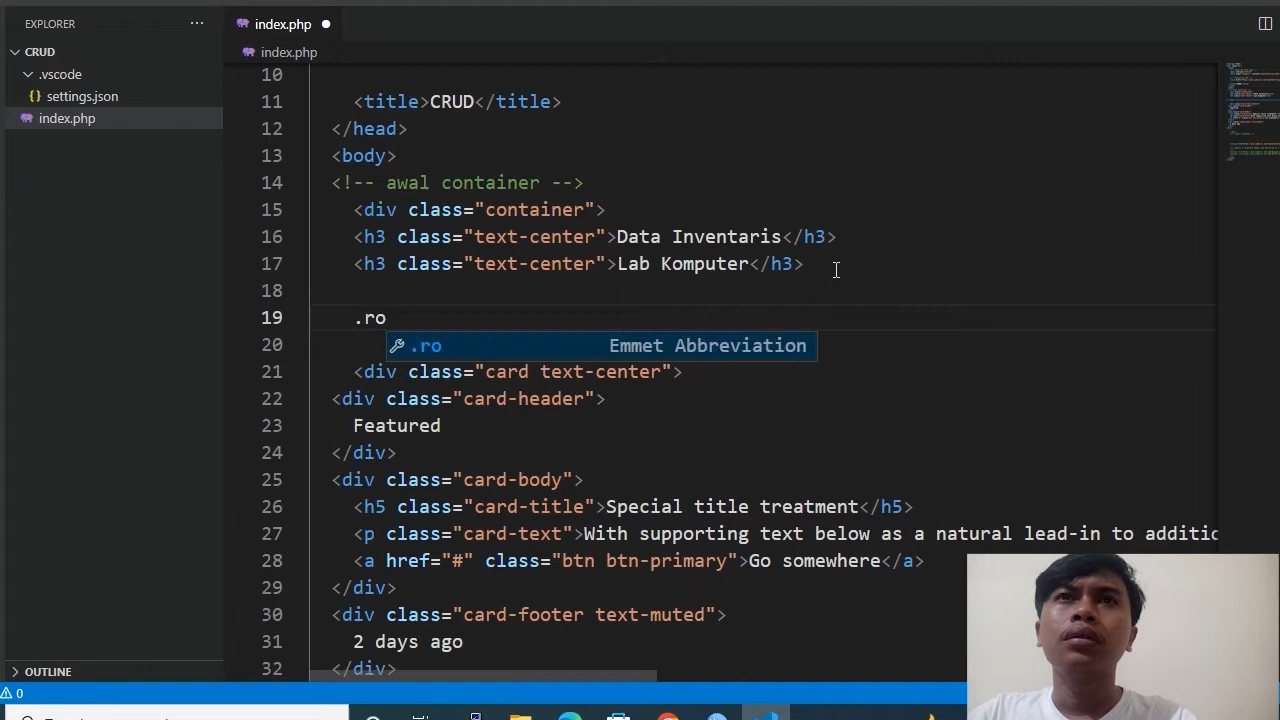 EXPLORER
···
index.php
CRUD
index.php
.vscode
settings.json
index.php
10
11 <title>CRUD</title>
12 </head>
13 <body>
14 <!-- awal container -->
15 <div class="container">
16 <h3 class="text-center">Data Inventaris</h3>
17 <h3 class="text-center">Lab Komputer</h3>
18
19 .ro
.ro Emmet Abbreviation
20
21 <div class="card text-center">
22 <div class="card-header">
23 Featured
24 </div>
25 <div class="card-body">
26 <h5 class="card-title">Special title treatment</h5>
27 <p class="card-text">With supporting text below as a natural lead-in to additic
28 <a href="#" class="btn btn-primary">Go somewhere</a>
29 </div>
30 <div class="card-footer text-muted">
31 2 days ago
32 </div>
OUTLINE
0